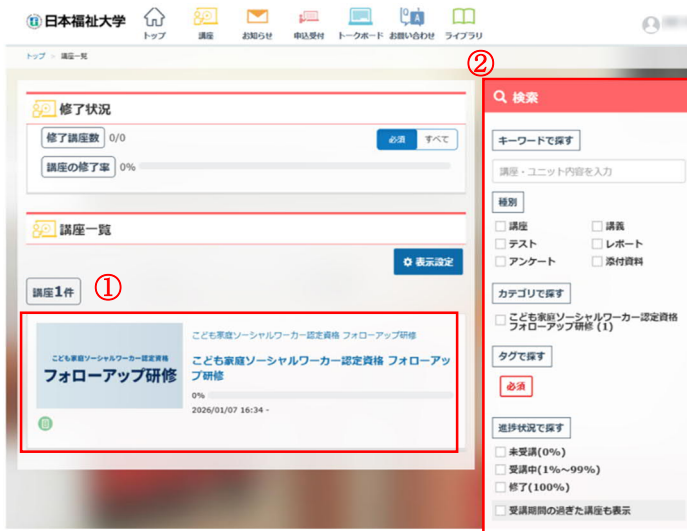 日本福祉大学
トップ
講座
お知らせ
申込受付
トークボード
お問い合わせ
ライブラリ
トップ > 講座一覧
②
修了状況
修了講座数 0/0
必須 すべて
講座の修了率 0%
講座一覧
表示設定
講座1件 ①
こども家庭ソーシャルワーカー認定資格 フォローアップ研修
こども家庭ソーシャルワーカー認定資格
フォローアップ研修
こども家庭ソーシャルワーカー認定資格 フォローアッ
プ研修
0%
2026/01/07 16:34 -
検索
キーワードで探す
講座・ユニット内容を入力
種別
講座 講義
テスト レポート
アンケート 添付資料
カテゴリで探す
こども家庭ソーシャルワーカー認定資格
フォローアップ研修 (1)
タグで探す
必須
進捗状況で探す
未受講(0%)
受講中(1%～99%)
修了(100%)
受講期間の過ぎた講座も表示